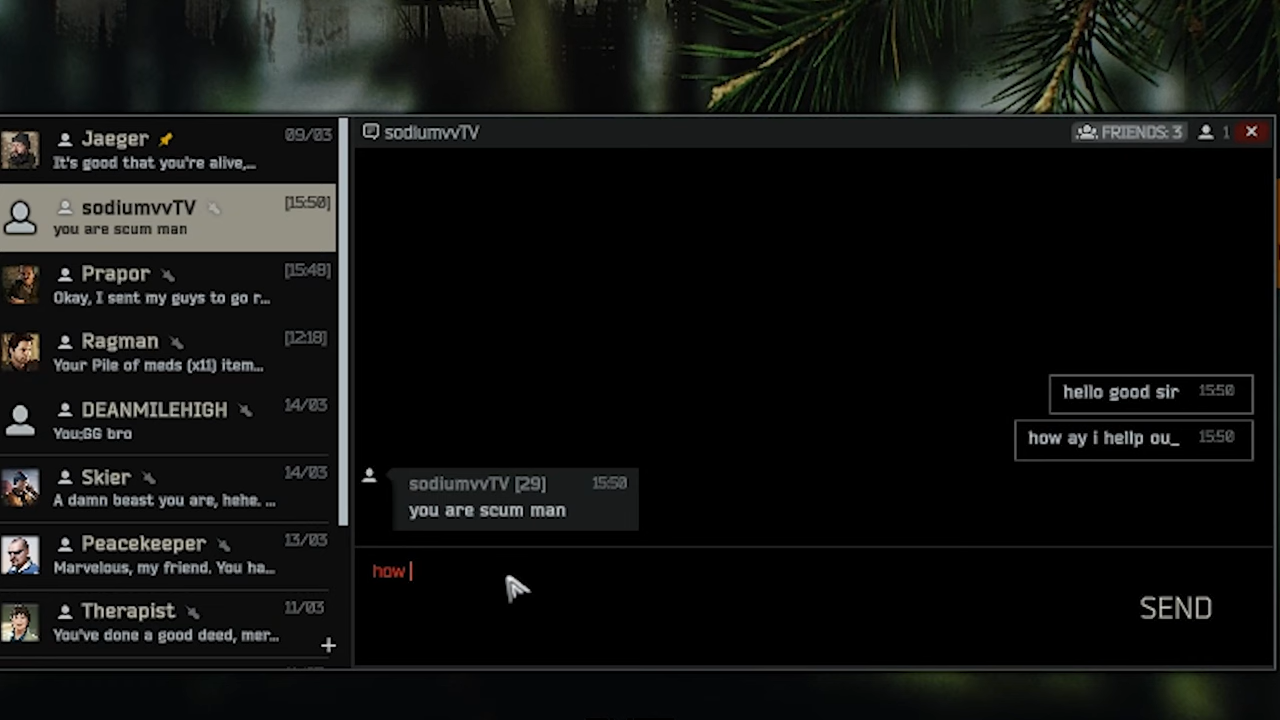 Jaeger 09/03
It's good that you're alive,...
sodiumvvTV [15:50]
you are scum man
Prapor [15:48]
Okay, I sent my guys to go r...
Ragman [12:18]
Your Pile of meds (x11) item...
DEANMILEHIGH 14/03
You:GG bro
Skier 14/03
A damn beast you are, hehe. ...
Peacekeeper 13/03
Marvelous, my friend. You ha...
Therapist 11/03
You've done a good deed, mer...
+
sodiumvvTV FRIENDS: 3 1
hello good sir 15:50
how ay i hellp ou_ 15:50
sodiumvvTV [29] 15:50
you are scum man
how
SEND